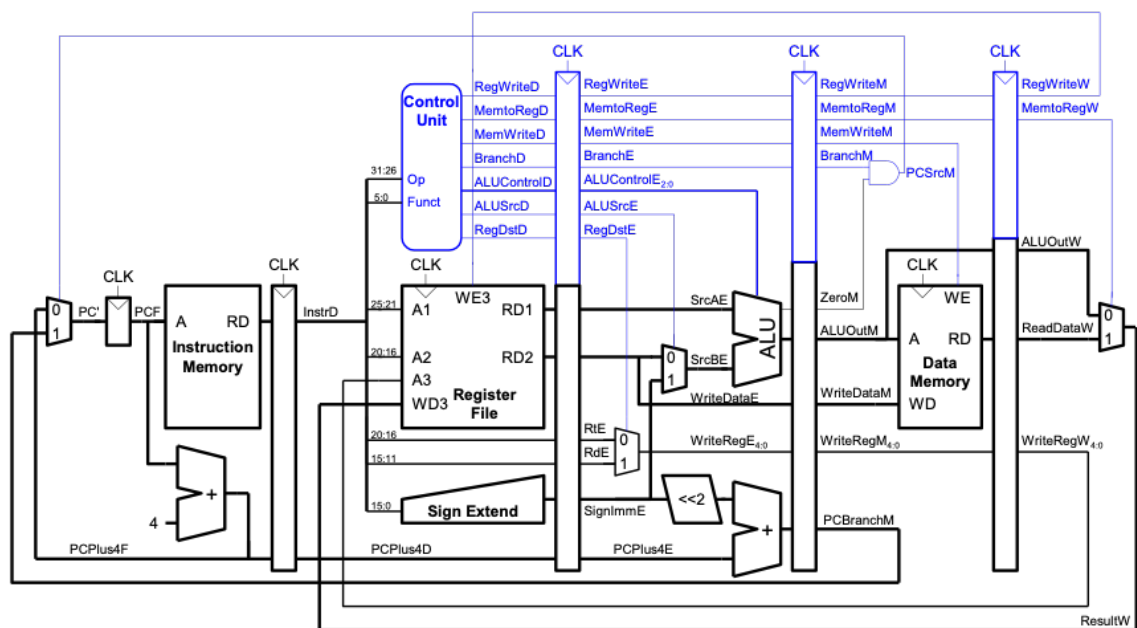 CLK
CLK
CLK
Control
Unit
RegWriteD
MemtoRegD
MemWriteD
BranchD
ALUControlD
ALUSrcD
RegDstD
Op
Funct
31:26
5:0
RegWriteE
MemtoRegE
MemWriteE
BranchE
ALUControlE2:0
ALUSrcE
RegDstE
RegWriteM
MemtoRegM
MemWriteM
BranchM
PCSrcM
RegWriteW
MemtoRegW
CLK
CLK
CLK
CLK
0
1
PC'
PCF
A RD
Instruction
Memory
InstrD
25:21
20:16
A1
A2
A3
WD3
WE3
RD1
RD2
Register
File
20:16
15:11
15:0
Sign Extend
SrcAE
0
1
SrcBE
ALU
WriteDataE
RtE
RdE
0
1
WriteRegE4:0
SignImmE
<<2
+
ZeroM
ALUOutM
WriteDataM
WriteRegM4:0
PCBranchM
WE
A RD
Data
Memory
WD
ALUOutW
ReadDataW
0
1
WriteRegW4:0
4
+
PCPlus4F
PCPlus4D
PCPlus4E
ResultW